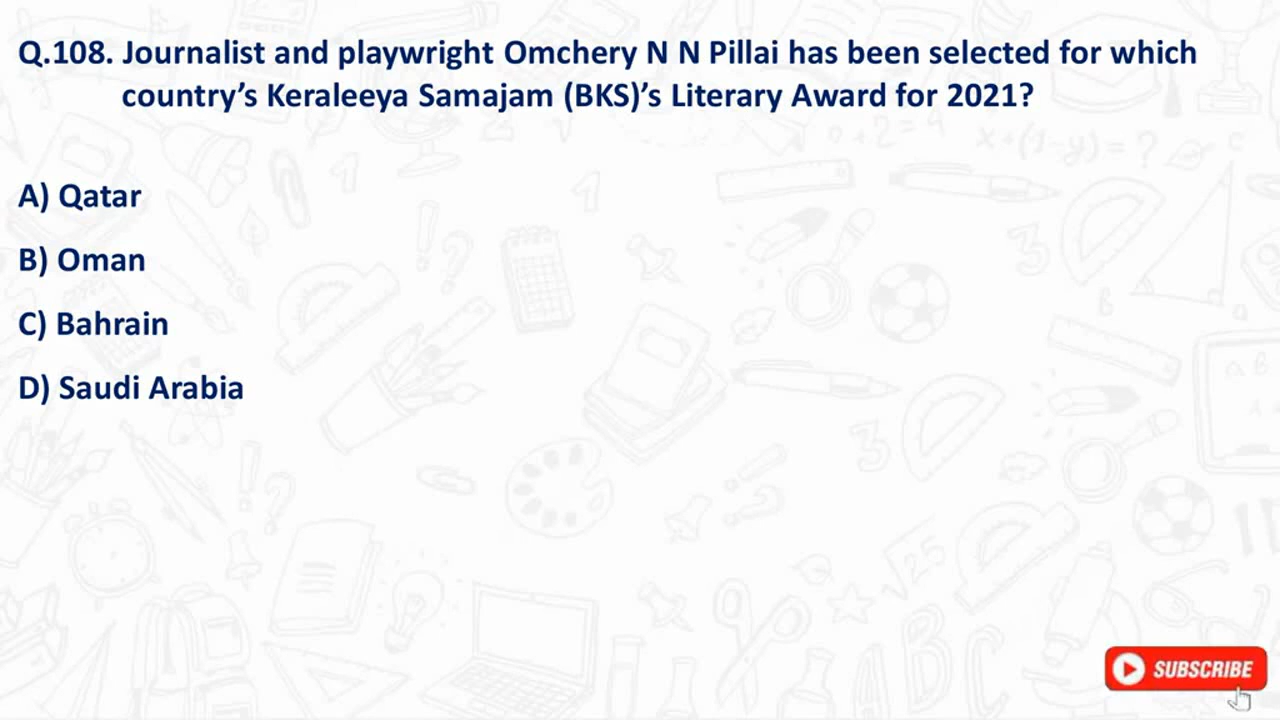 Q.108. Journalist and playwright Omchery N N Pillai has been selected for which
country’s Keraleeya Samajam (BKS)’s Literary Award for 2021?
A) Qatar
B) Oman
C) Bahrain
D) Saudi Arabia
SUBSCRIBE